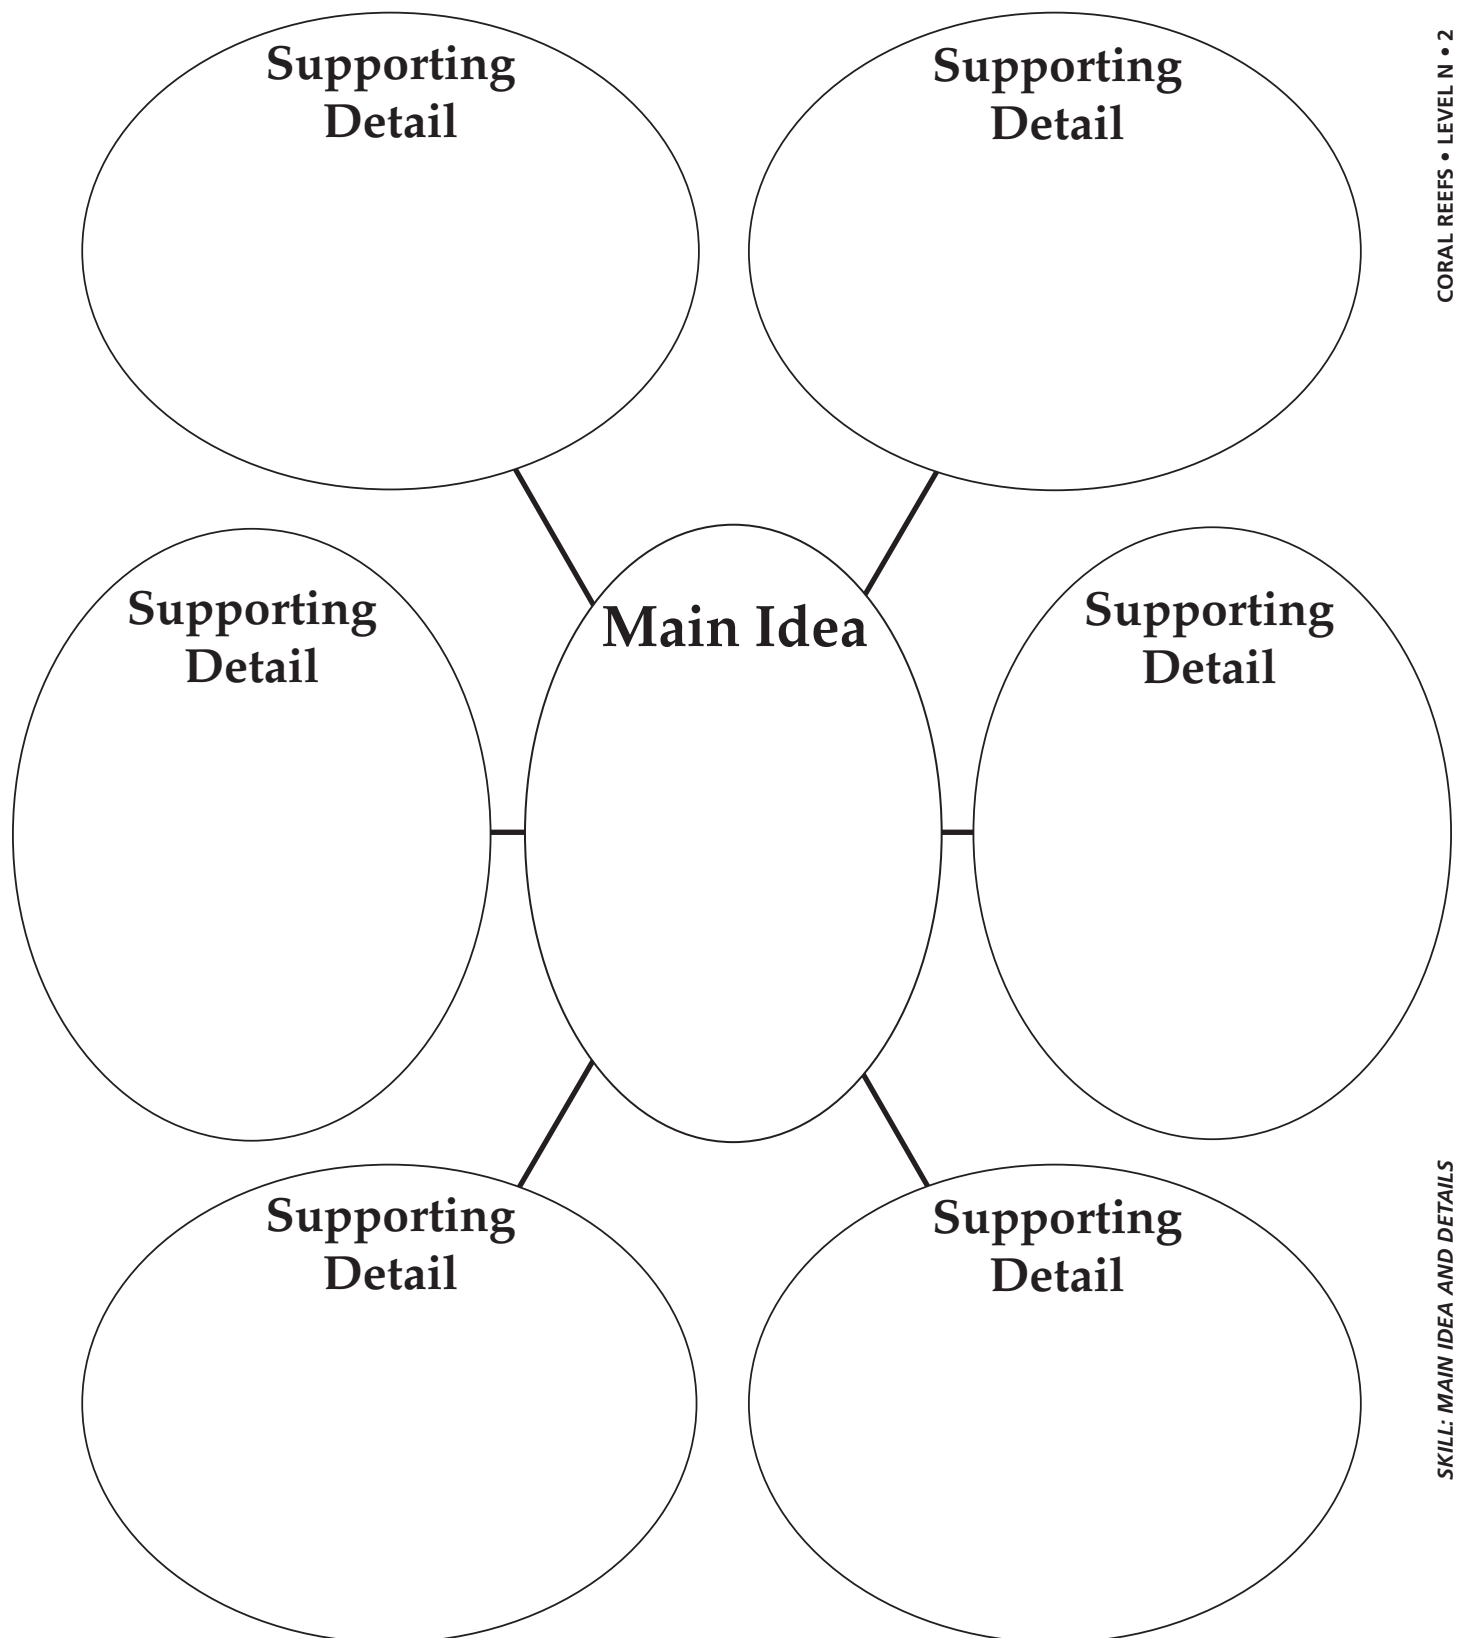 Supporting
Detail
Supporting
Detail
Supporting
Detail
Main Idea
Supporting
Detail
Supporting
Detail
Supporting
Detail
CORAL REEFS • LEVEL N • 2
SKILL: MAIN IDEA AND DETAILS